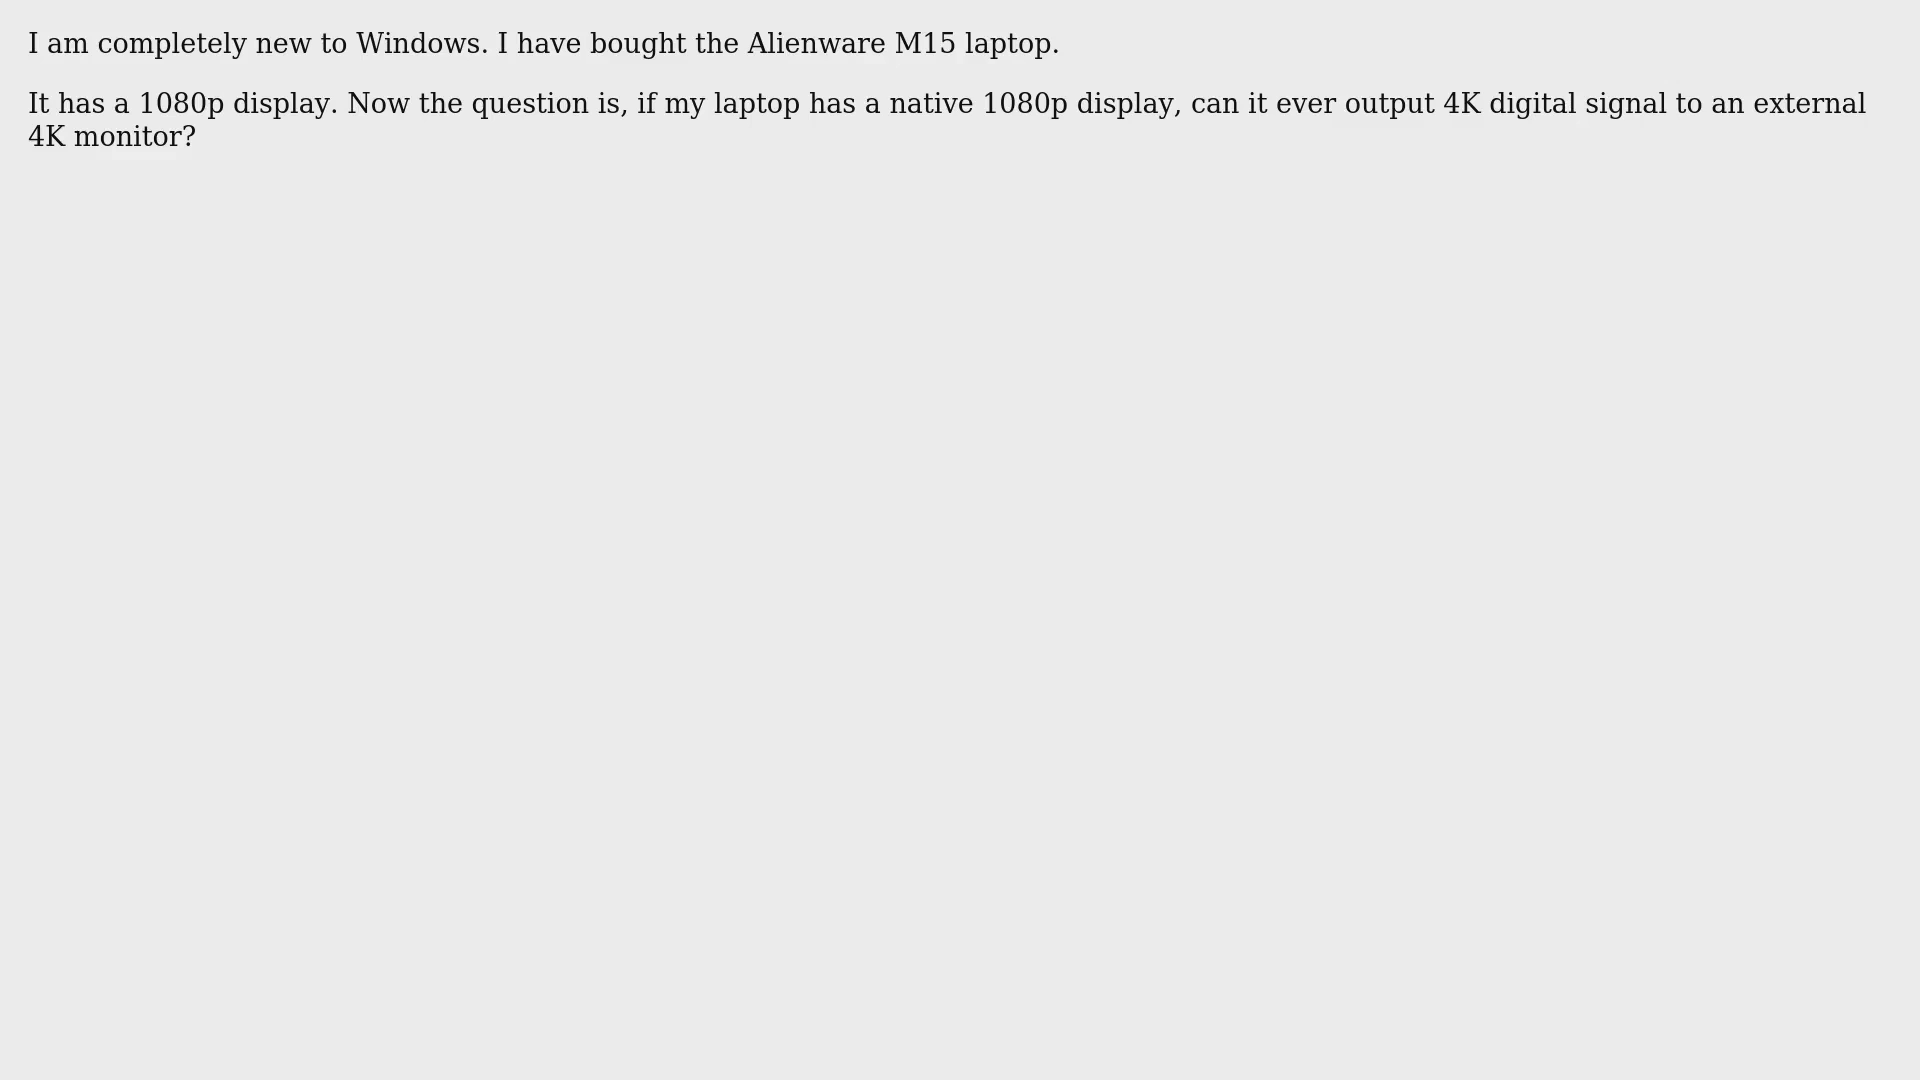 I am completely new to Windows. I have bought the Alienware M15 laptop.
It has a 1080p display. Now the question is, if my laptop has a native 1080p display, can it ever output 4K digital signal to an external
4K monitor?